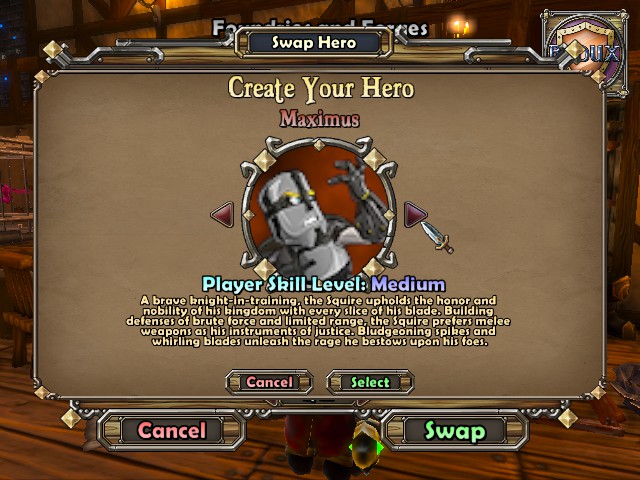 Foundries and Forges
Swap Hero
Create Your Hero
Maximus
Player Skill Level: Medium
A brave knight-in-training, the Squire upholds the honor and
nobility of his kingdom with every slice of his blade. Building
defenses of brute force and limited range, the Squire prefers melee
weapons as his instruments of justice. Bludgeoning spikes and
whirling blades unleash the rage he bestows upon his foes.
Cancel
Select
Cancel
Swap